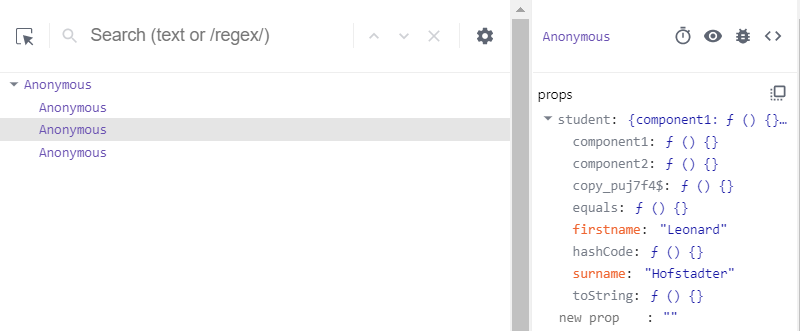 Search (text or /regex/)
Anonymous
Anonymous
Anonymous
Anonymous
Anonymous
props
student: {component1: ƒ () {}…
component1: ƒ () {}
component2: ƒ () {}
copy_puj7f4$: ƒ () {}
equals: ƒ () {}
firstname: "Leonard"
hashCode: ƒ () {}
surname: "Hofstadter"
toString: ƒ () {}
new prop : ""